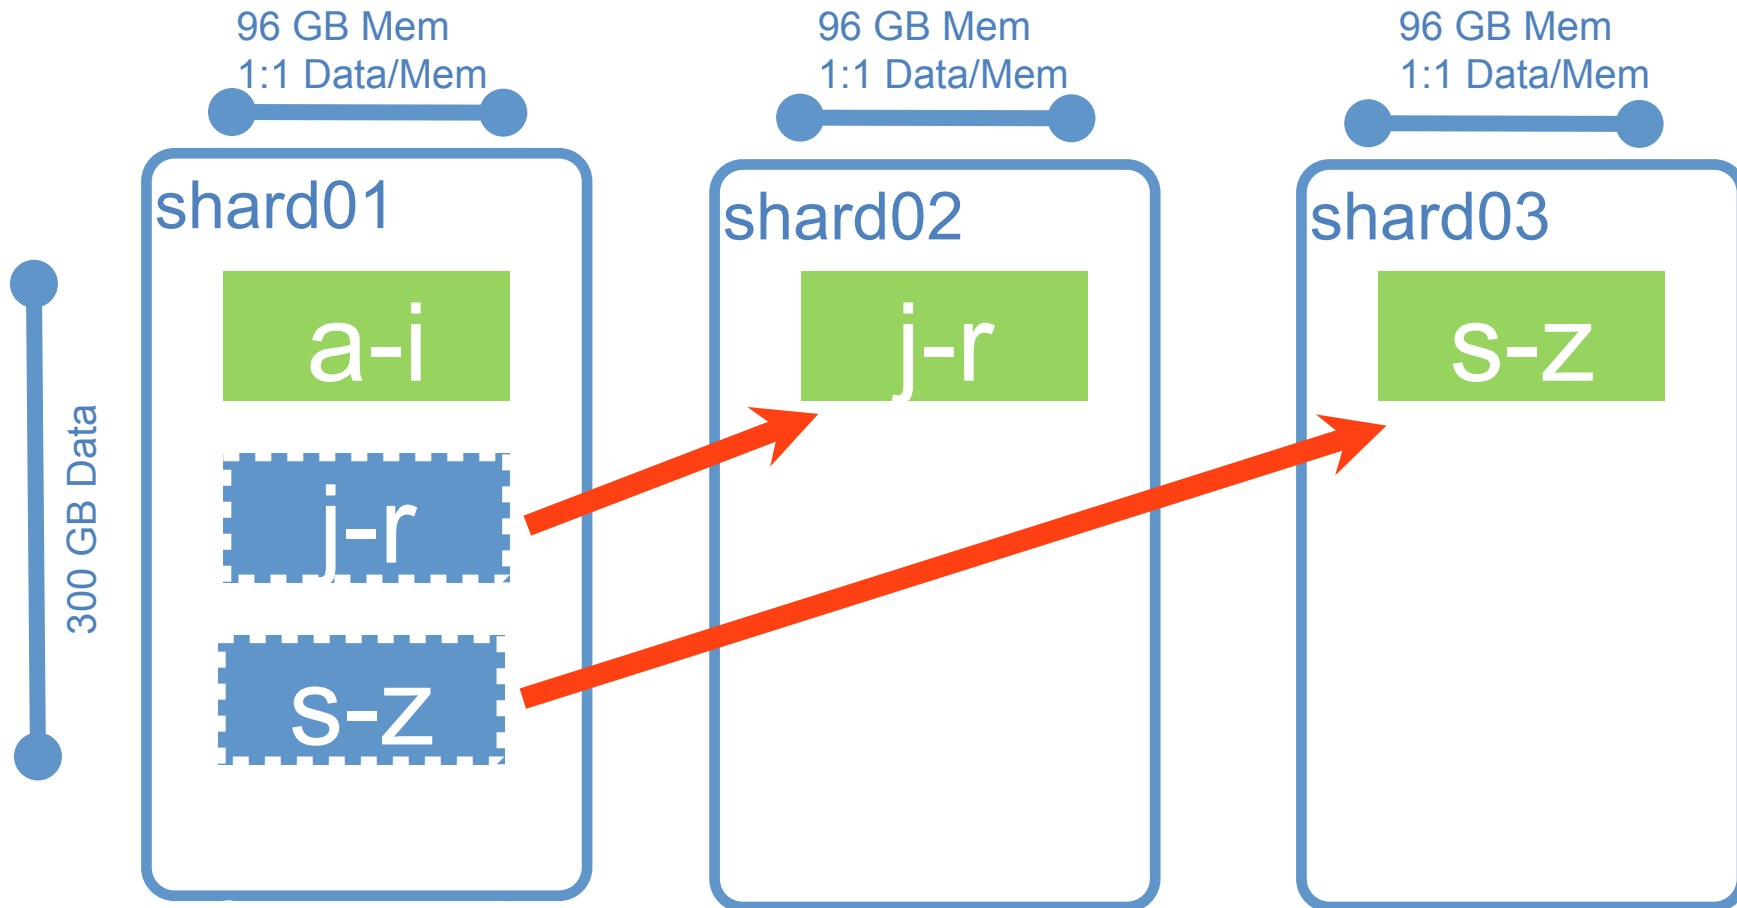 96 GB Mem
1:1 Data/Mem
96 GB Mem
1:1 Data/Mem
96 GB Mem
1:1 Data/Mem
shard01
shard02
shard03
300 GB Data
a-i
j-r
s-z
j-r
s-z